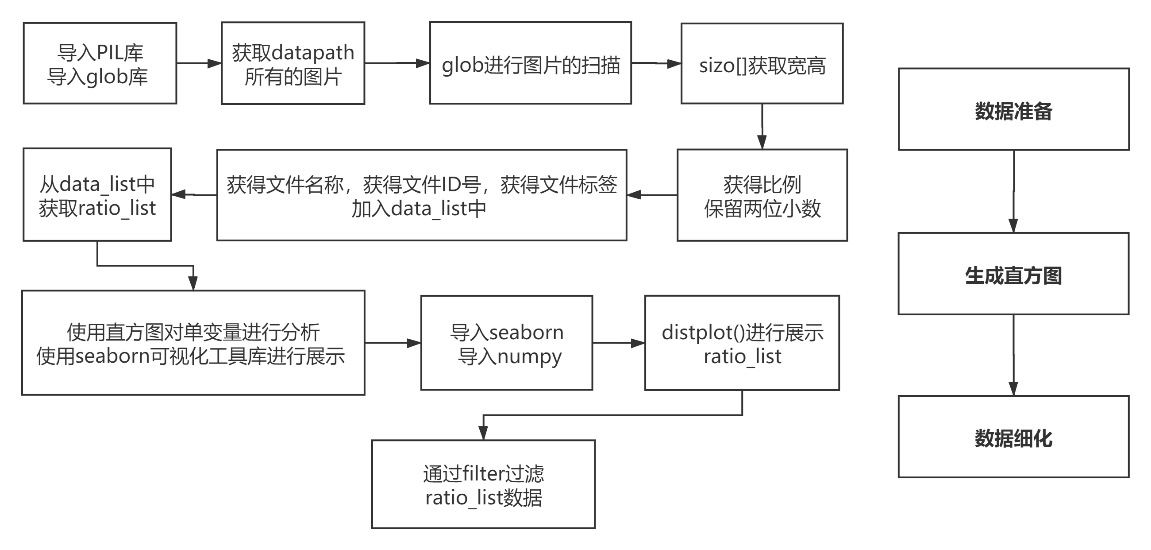 导入PIL库
导入glob库
获取datapath
所有的图片
glob进行图片的扫描
sizo[]获取宽高
获得比例
保留两位小数
获得文件名称，获得文件ID号，获得文件标签
加入data_list中
从data_list中
获取ratio_list
使用直方图对单变量进行分析
使用seaborn可视化工具库进行展示
导入seaborn
导入numpy
distplot()进行展示
ratio_list
通过filter过滤
ratio_list数据
数据准备
生成直方图
数据细化